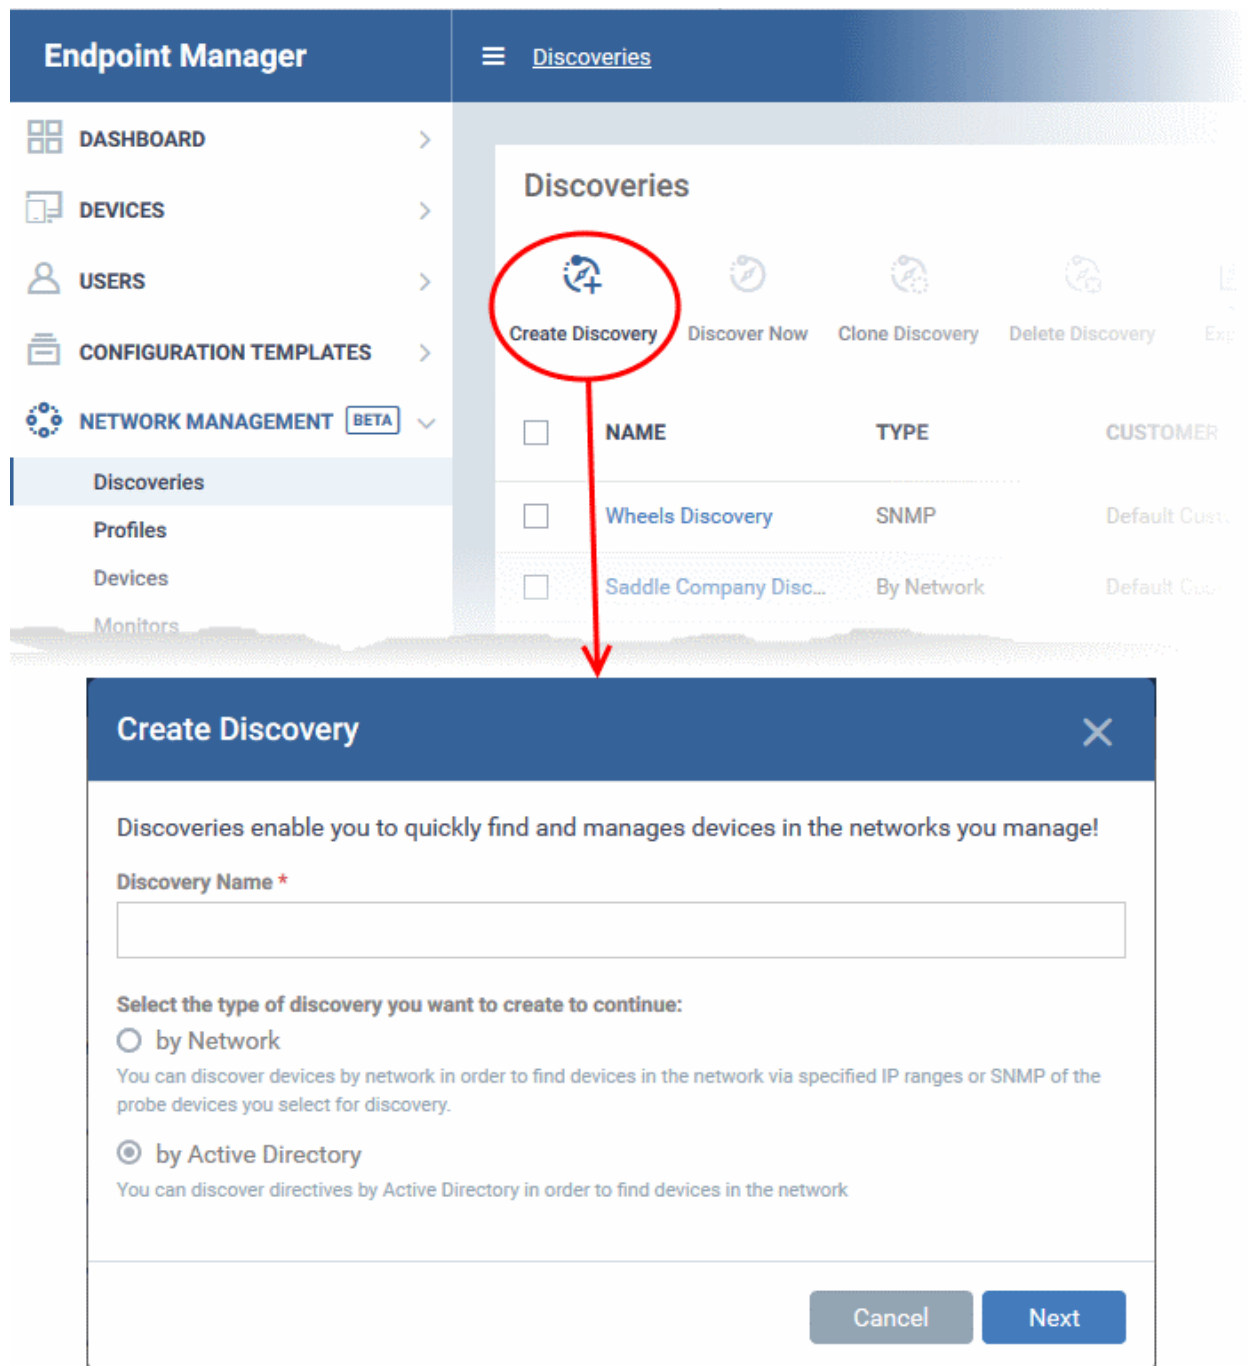 Endpoint Manager
Discoveries
DASHBOARD
DEVICES
USERS
CONFIGURATION TEMPLATES
NETWORK MANAGEMENT BETA
Discoveries
Profiles
Devices
Monitors
Discoveries
Create Discovery Discover Now Clone Discovery Delete Discovery
NAME TYPE CUSTOMER
Wheels Discovery SNMP Default
Saddle Company Disc... By Network Default
Create Discovery
Discoveries enable you to quickly find and manages devices in the networks you manage!
Discovery Name *
Select the type of discovery you want to create to continue:
by Network
You can discover devices by network in order to find devices in the network via specified IP ranges or SNMP of the
probe devices you select for discovery.
by Active Directory
You can discover directives by Active Directory in order to find devices in the network
Cancel Next